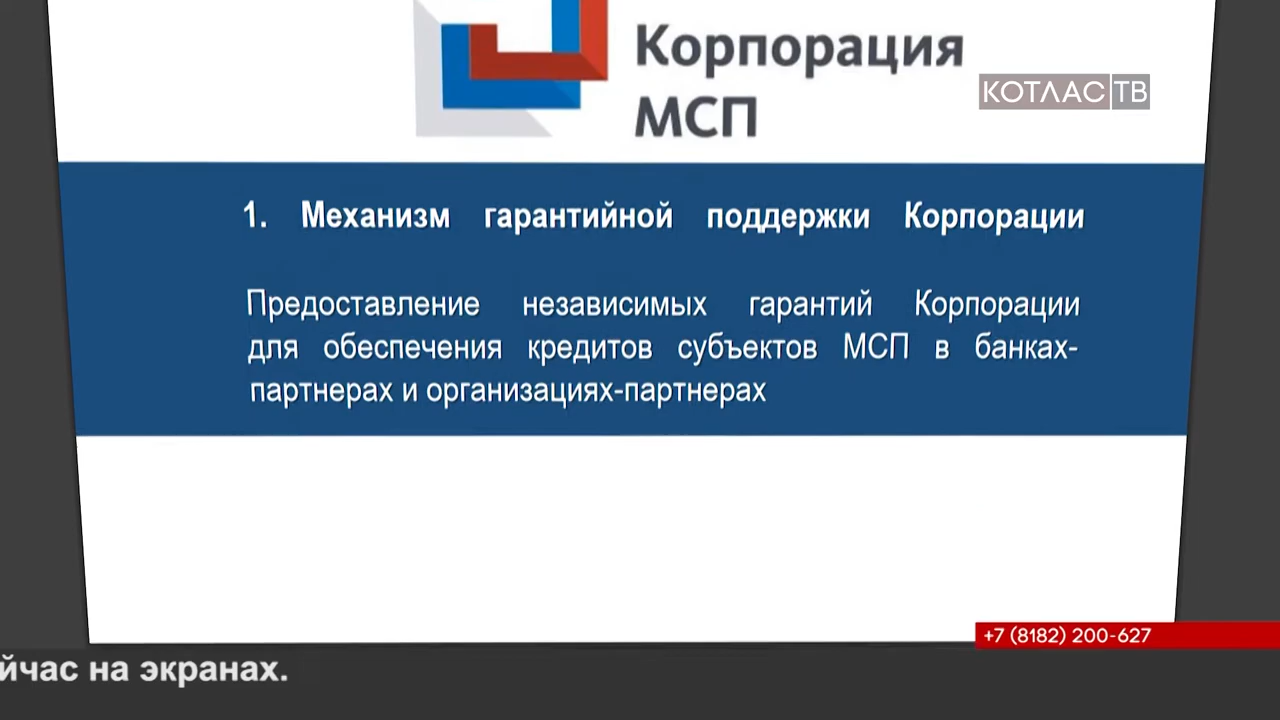 Корпорация
МСП
КОТЛАС ТВ
1. Механизм гарантийной поддержки Корпорации
Предоставление независимых гарантий Корпорации
для обеспечения кредитов субъектов МСП в банках-
партнерах и организациях-партнерах
+7 (8182) 200-627
йчас на экранах.